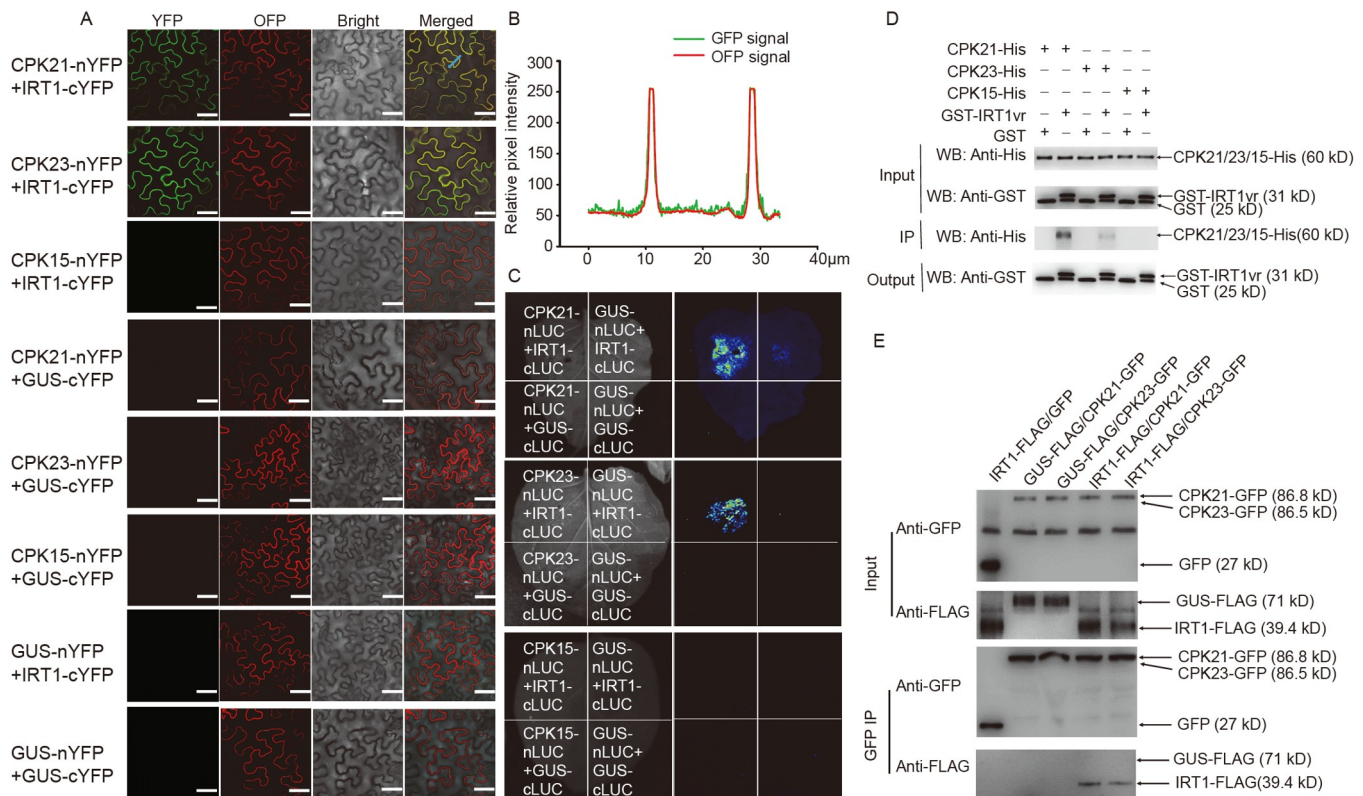 A
YFP
OFP
Bright
Merged
CPK21-nYFP
+IRT1-cYFP
CPK23-nYFP
+IRT1-cYFP
CPK15-nYFP
+IRT1-cYFP
CPK21-nYFP
+GUS-cYFP
CPK23-nYFP
+GUS-cYFP
CPK15-nYFP
+GUS-cYFP
GUS-nYFP
+IRT1-cYFP
GUS-nYFP
+GUS-cYFP
B
GFP signal
OFP signal
Relative pixel intensity
300
250
200
150
100
50
0
0
10
20
30
40μm
C
CPK21-
nLUC
+IRT1-
cLUC
GUS-
nLUC+
IRT1-
cLUC
CPK21-
nLUC
+GUS-
cLUC
GUS-
nLUC+
GUS-
cLUC
CPK23-
nLUC
+IRT1-
cLUC
GUS-
nLUC
+IRT1-
cLUC
CPK23-
nLUC
+GUS-
cLUC
GUS-
nLUC+
GUS-
cLUC
CPK15-
nLUC
+IRT1-
cLUC
GUS-
nLUC
+IRT1-
cLUC
CPK15-
nLUC
+GUS-
cLUC
GUS-
nLUC+
GUS-
cLUC
D
CPK21-His + + − − − −
CPK23-His − − + + − −
CPK15-His − − − − + +
GST-IRT1vr − + − + − +
GST + − + − + −
Input
WB: Anti-His
CPK21/23/15-His (60 kD)
WB: Anti-GST
GST-IRT1vr (31 kD)
GST (25 kD)
IP
WB: Anti-His
CPK21/23/15-His(60 kD)
Output
WB: Anti-GST
GST-IRT1vr (31 kD)
GST (25 kD)
E
IRT1-FLAG/GFP
GUS-FLAG/CPK21-GFP
GUS-FLAG/CPK23-GFP
IRT1-FLAG/CPK21-GFP
IRT1-FLAG/CPK23-GFP
Input
Anti-GFP
CPK21-GFP (86.8 kD)
CPK23-GFP (86.5 kD)
GFP (27 kD)
Anti-FLAG
GUS-FLAG (71 kD)
IRT1-FLAG (39.4 kD)
GFP IP
Anti-GFP
CPK21-GFP (86.8 kD)
CPK23-GFP (86.5 kD)
GFP (27 kD)
Anti-FLAG
GUS-FLAG (71 kD)
IRT1-FLAG(39.4 kD)